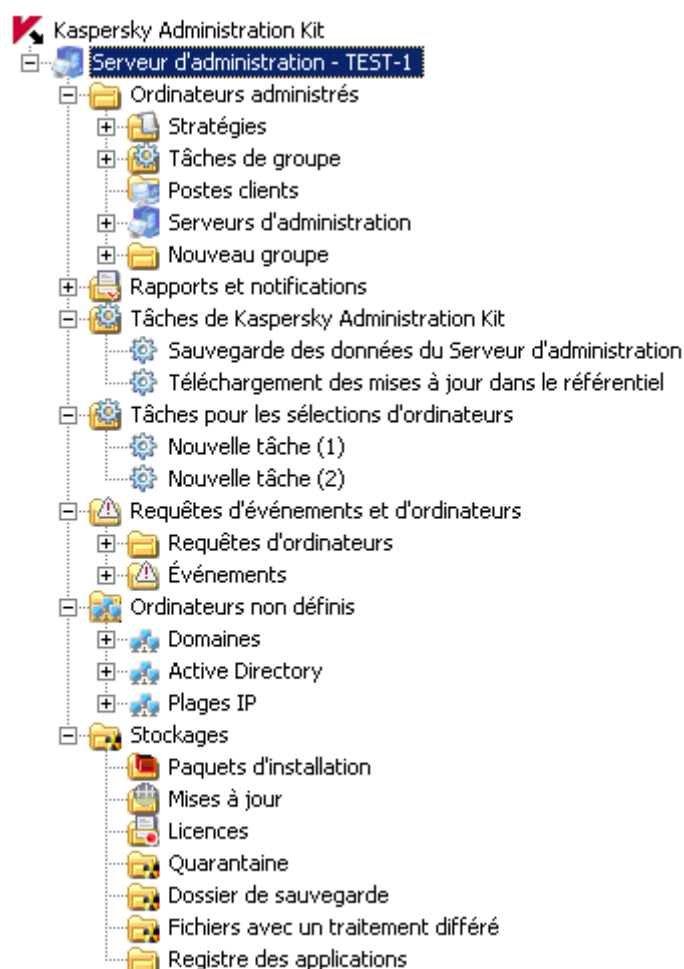 Kaspersky Administration Kit
Serveur d'administration - TEST-1
Ordinateurs administrés
Stratégies
Tâches de groupe
Postes clients
Serveurs d'administration
Nouveau groupe
Rapports et notifications
Tâches de Kaspersky Administration Kit
Sauvegarde des données du Serveur d'administration
Téléchargement des mises à jour dans le référentiel
Tâches pour les sélections d'ordinateurs
Nouvelle tâche (1)
Nouvelle tâche (2)
Requêtes d'événements et d'ordinateurs
Requêtes d'ordinateurs
Événements
Ordinateurs non définis
Domaines
Active Directory
Plages IP
Stockages
Paquets d'installation
Mises à jour
Licences
Quarantaine
Dossier de sauvegarde
Fichiers avec un traitement différé
Registre des applications